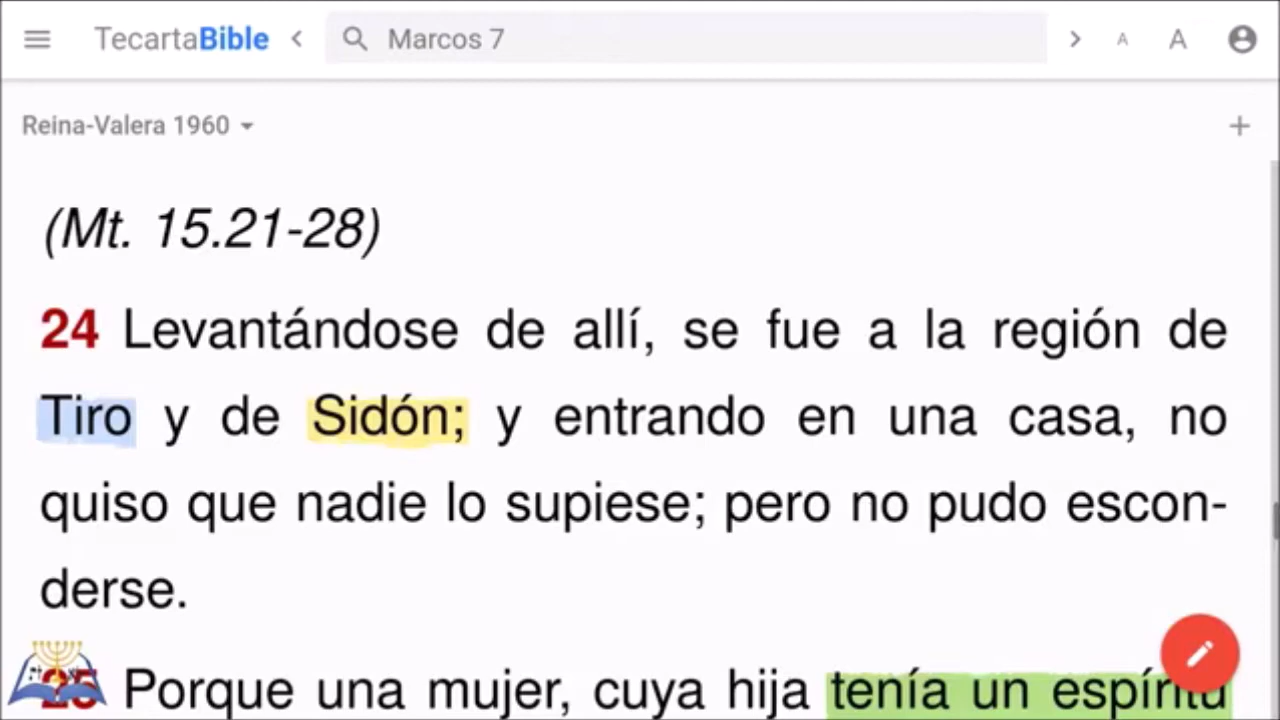 TecartaBible
Marcos 7
A A
Reina-Valera 1960
(Mt. 15.21-28)
24 Levantándose de allí, se fue a la región de
Tiro y de Sidón; y entrando en una casa, no
quiso que nadie lo supiese; pero no pudo escon-
derse.
25 Porque una mujer, cuya hija tenía un espíritu